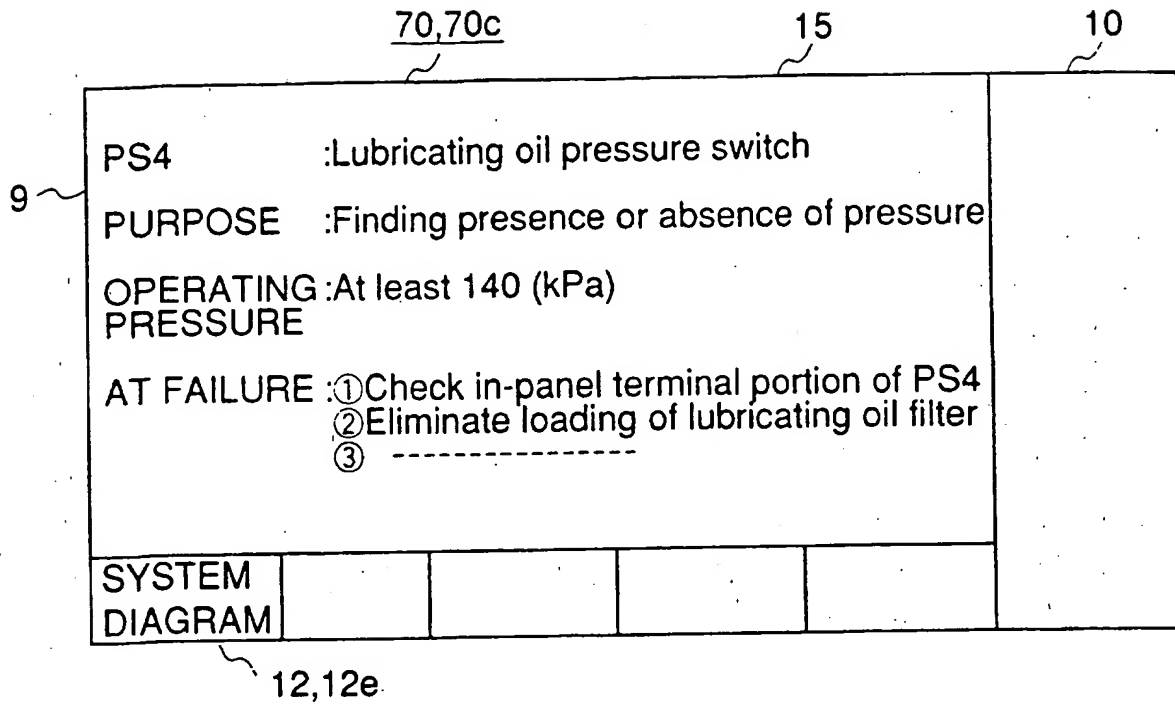 70,70c 15 10
9
PS4 :Lubricating oil pressure switch
PURPOSE :Finding presence or absence of pressure
OPERATING :At least 140 (kPa)
PRESSURE
AT FAILURE :①Check in-panel terminal portion of PS4
②Eliminate loading of lubricating oil filter
③ ----------------
SYSTEM
DIAGRAM
12,12e